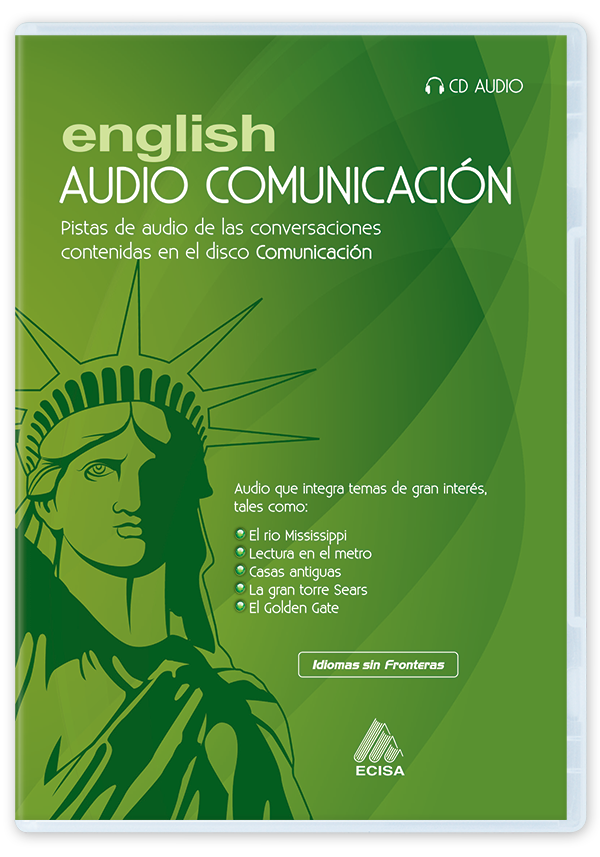 CD AUDIO
english
AUDIO COMUNICACIÓN
Pistas de audio de las conversaciones
contenidas en el disco Comunicación
Audio que integra temas de gran interés,
tales como:
El rio Mississippi
Lectura en el metro
Casas antiguas
La gran torre Sears
El Golden Gate
Idiomas sin Fronteras
ECISA